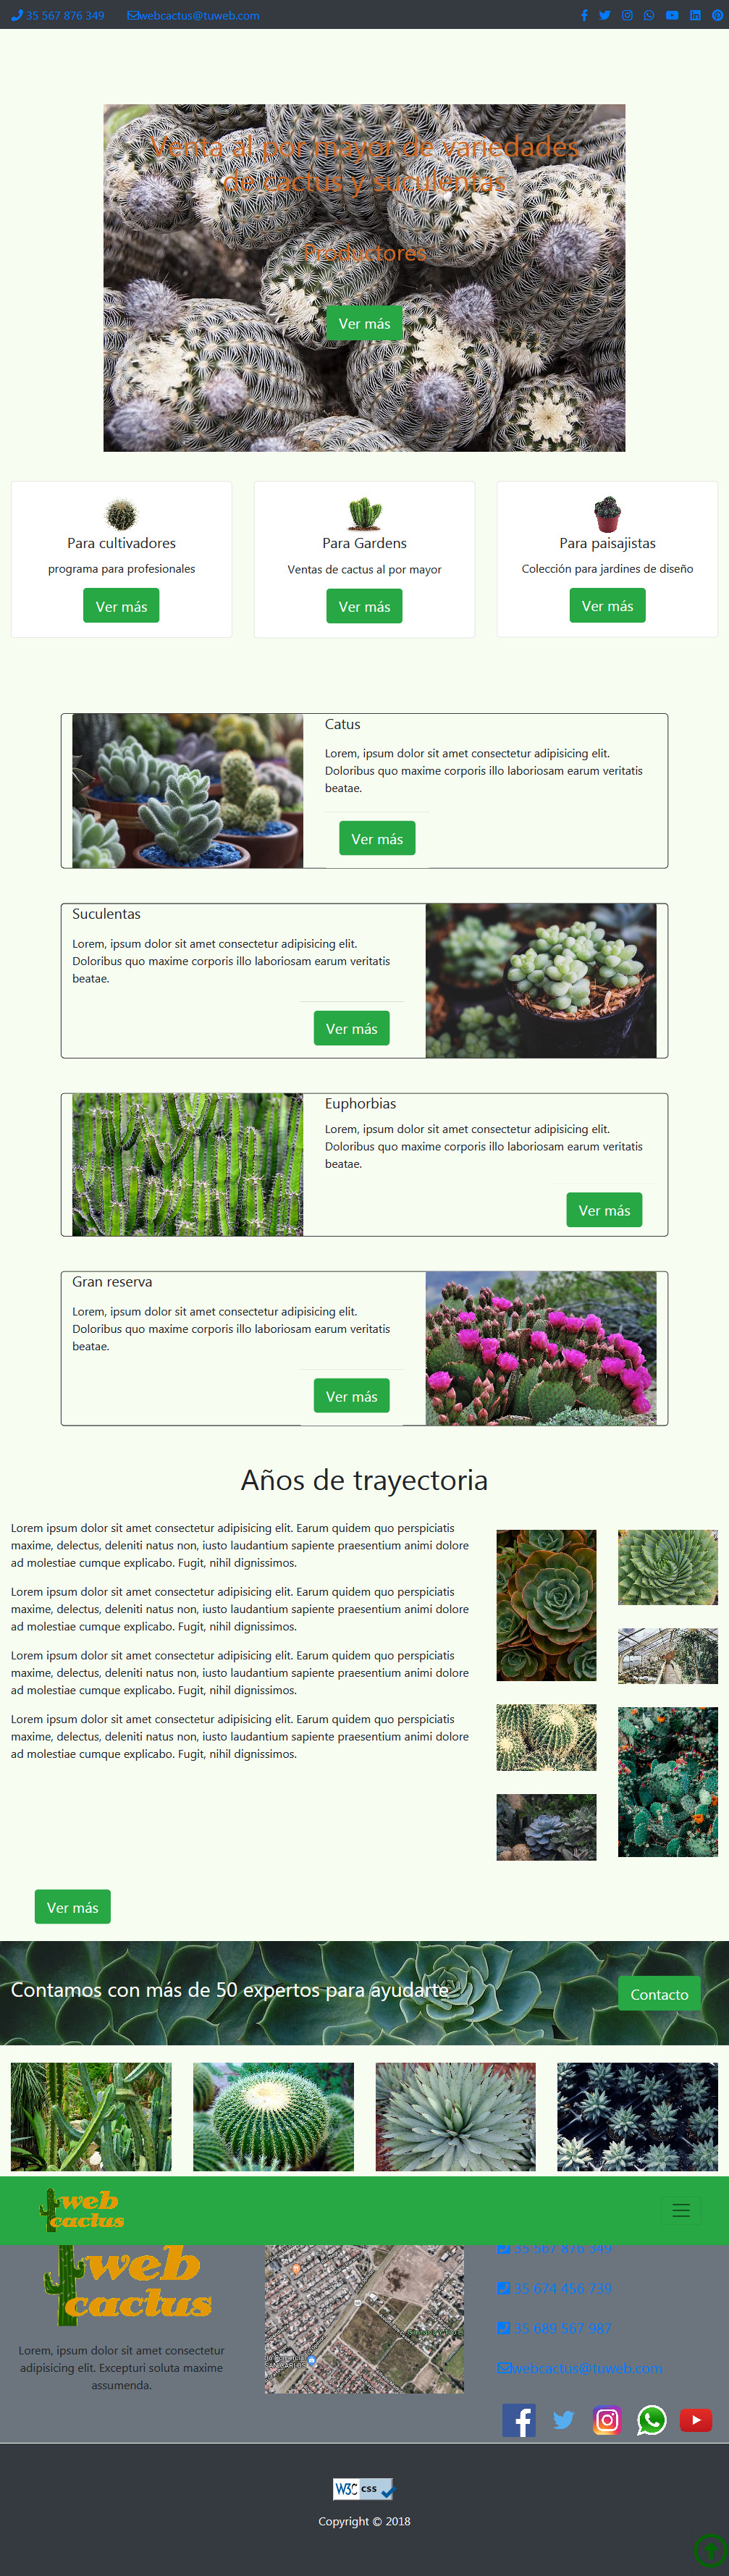 35 567 876 349 webcactus@tuweb.com
Venta al por mayor de variedades
de cactus y suculentas
Productores
Ver más
Para cultivadores
programa para profesionales
Ver más
Para Gardens
Ventas de cactus al por mayor
Ver más
Para paisajistas
Colección para jardines de diseño
Ver más
Catus
Lorem, ipsum dolor sit amet consectetur adipisicing elit.
Doloribus quo maxime corporis illo laboriosam earum veritatis
beatae.
Ver más
Suculentas
Lorem, ipsum dolor sit amet consectetur adipisicing elit.
Doloribus quo maxime corporis illo laboriosam earum veritatis
beatae.
Ver más
Euphorbias
Lorem, ipsum dolor sit amet consectetur adipisicing elit.
Doloribus quo maxime corporis illo laboriosam earum veritatis
beatae.
Ver más
Gran reserva
Lorem, ipsum dolor sit amet consectetur adipisicing elit.
Doloribus quo maxime corporis illo laboriosam earum veritatis
beatae.
Ver más
Años de trayectoria
Lorem ipsum dolor sit amet consectetur adipisicing elit. Earum quidem quo perspiciatis
maxime, delectus, deleniti natus non, iusto laudantium sapiente praesentium animi dolore
ad molestiae cumque explicabo. Fugit, nihil dignissimos.
Lorem ipsum dolor sit amet consectetur adipisicing elit. Earum quidem quo perspiciatis
maxime, delectus, deleniti natus non, iusto laudantium sapiente praesentium animi dolore
ad molestiae cumque explicabo. Fugit, nihil dignissimos.
Lorem ipsum dolor sit amet consectetur adipisicing elit. Earum quidem quo perspiciatis
maxime, delectus, deleniti natus non, iusto laudantium sapiente praesentium animi dolore
ad molestiae cumque explicabo. Fugit, nihil dignissimos.
Lorem ipsum dolor sit amet consectetur adipisicing elit. Earum quidem quo perspiciatis
maxime, delectus, deleniti natus non, iusto laudantium sapiente praesentium animi dolore
ad molestiae cumque explicabo. Fugit, nihil dignissimos.
Ver más
Contamos con más de 50 expertos para ayudarte
Contacto
web
cactus
web
cactus
Lorem, ipsum dolor sit amet consectetur
adipisicing elit. Excepturi soluta maxime
assumenda.
35 567 876 349
35 674 456 739
35 689 567 987
webcactus@tuweb.com
W3C css
Copyright © 2018